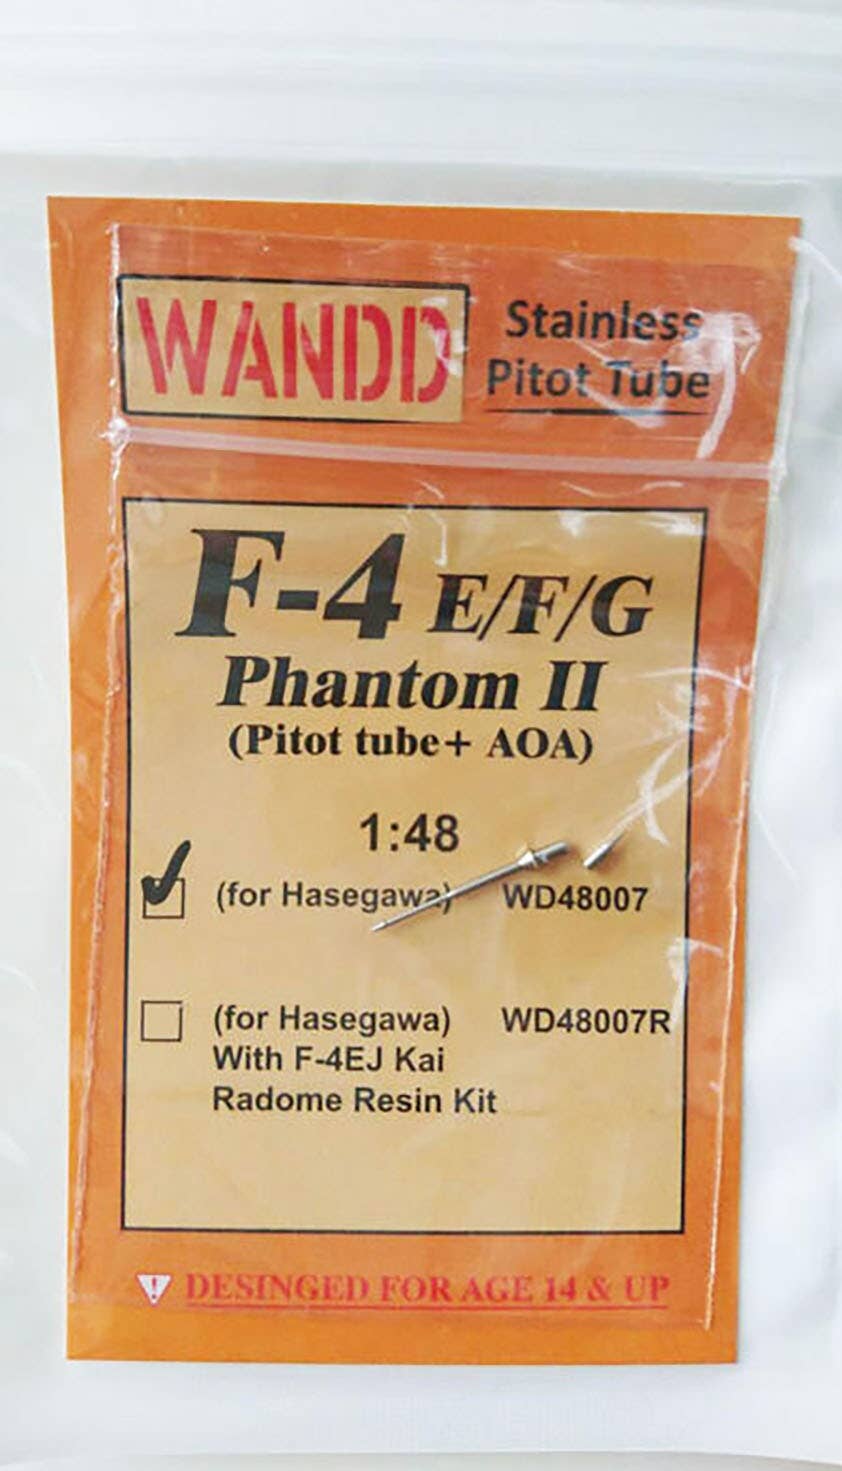 WANDD
Stainless
Pitot Tube
F-4 E/F/G
Phantom II
(Pitot tube+ AOA)
1:48
(for Hasegawa) WD48007
(for Hasegawa) WD48007R
With F-4EJ Kai
Radome Resin Kit
! DESINGED FOR AGE 14 & UP